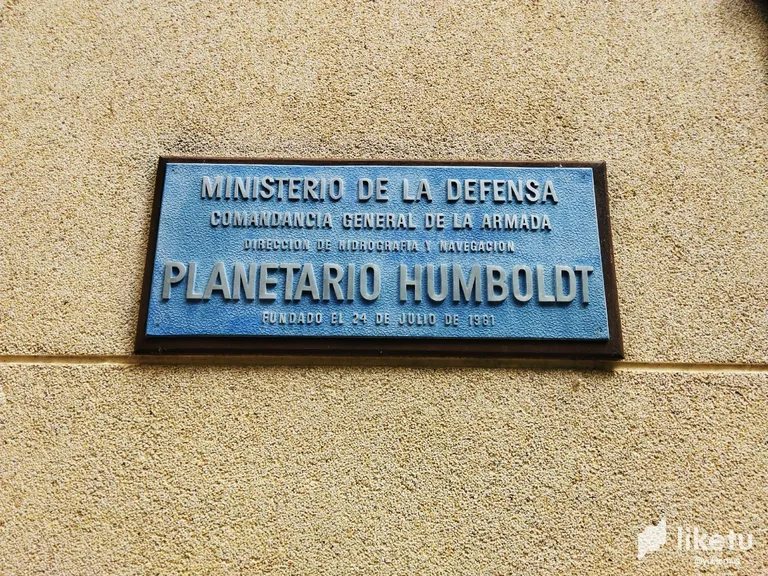 MINISTERIO DE LA DEFENSA
COMANDANCIA GENERAL DE LA ARMADA
DIRECCION DE HIDROGRAFIA Y NAVEGACION
PLANETARIO HUMBOLDT
FUNDADO EL 24 DE JULIO DE 1961
liketu